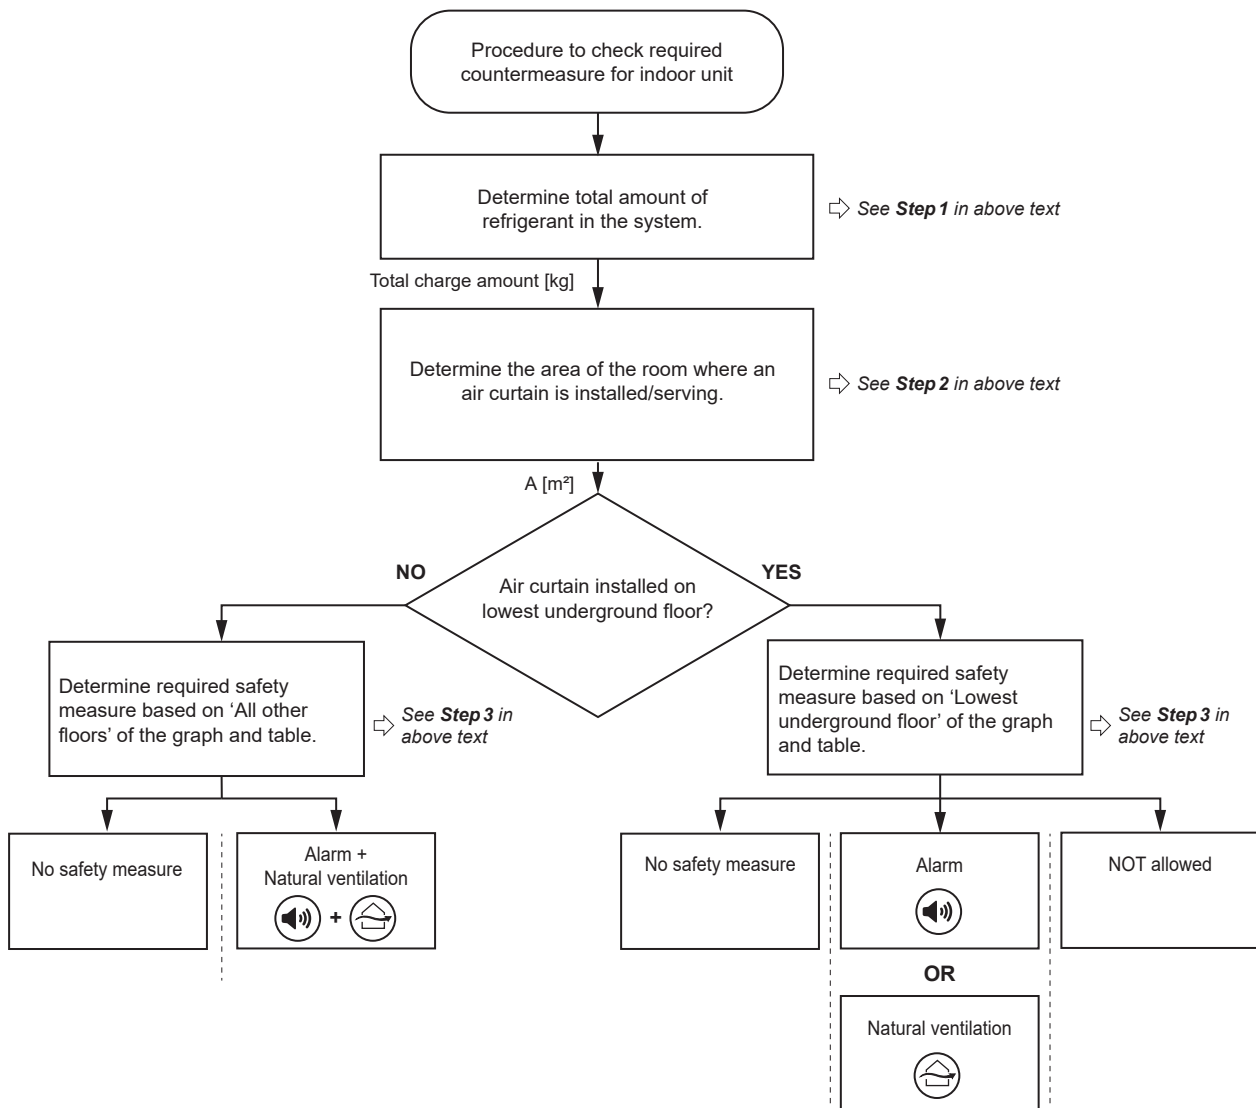 Procedure to check required
countermeasure for indoor unit
Determine total amount of
refrigerant in the system.
See Step 1 in above text
Total charge amount [kg]
Determine the area of the room where an
air curtain is installed/serving.
See Step 2 in above text
A [m²]
NO
YES
Air curtain installed on
lowest underground floor?
Determine required safety
measure based on ‘All other
floors’ of the graph and table.
See Step 3 in
above text
Determine required safety
measure based on ‘Lowest
underground floor’ of the graph
and table.
See Step 3 in
above text
No safety measure
Alarm +
Natural ventilation
+
No safety measure
Alarm
NOT allowed
OR
Natural ventilation